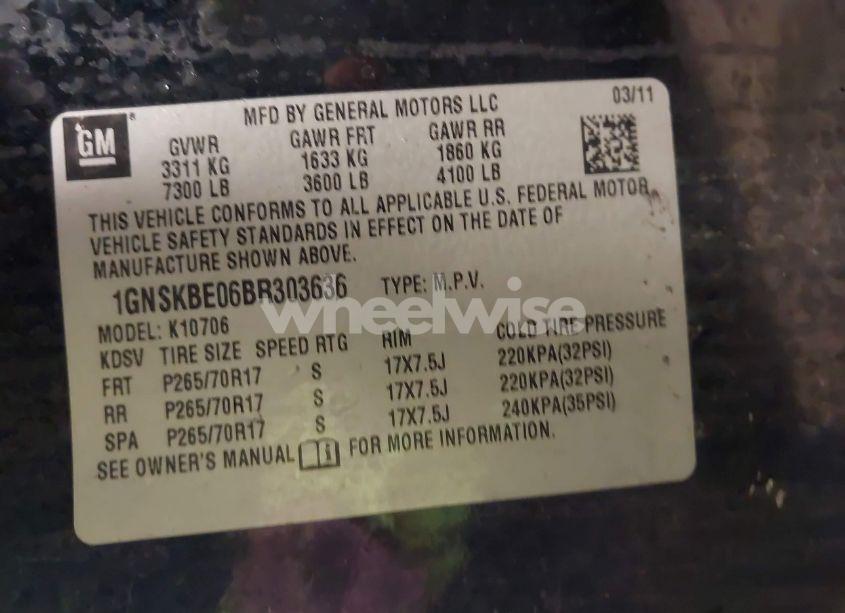 MFD BY GENERAL MOTORS LLC 03/11
GM
GVWR GAWR FRT GAWR RR
3311 KG 1633 KG 1860 KG
7300 LB 3600 LB 4100 LB
THIS VEHICLE CONFORMS TO ALL APPLICABLE U.S. FEDERAL MOTOR
VEHICLE SAFETY STANDARDS IN EFFECT ON THE DATE OF
MANUFACTURE SHOWN ABOVE.
1GNSKBE06BR303636 TYPE: M.P.V.
wheelwise
MODEL: K10706
KDSV TIRE SIZE SPEED RTG RIM COLD TIRE PRESSURE
FRT P265/70R17 S 17X7.5J 220KPA(32PSI)
RR P265/70R17 S 17X7.5J 220KPA(32PSI)
SPA P265/70R17 S 17X7.5J 240KPA(35PSI)
SEE OWNER'S MANUAL FOR MORE INFORMATION.